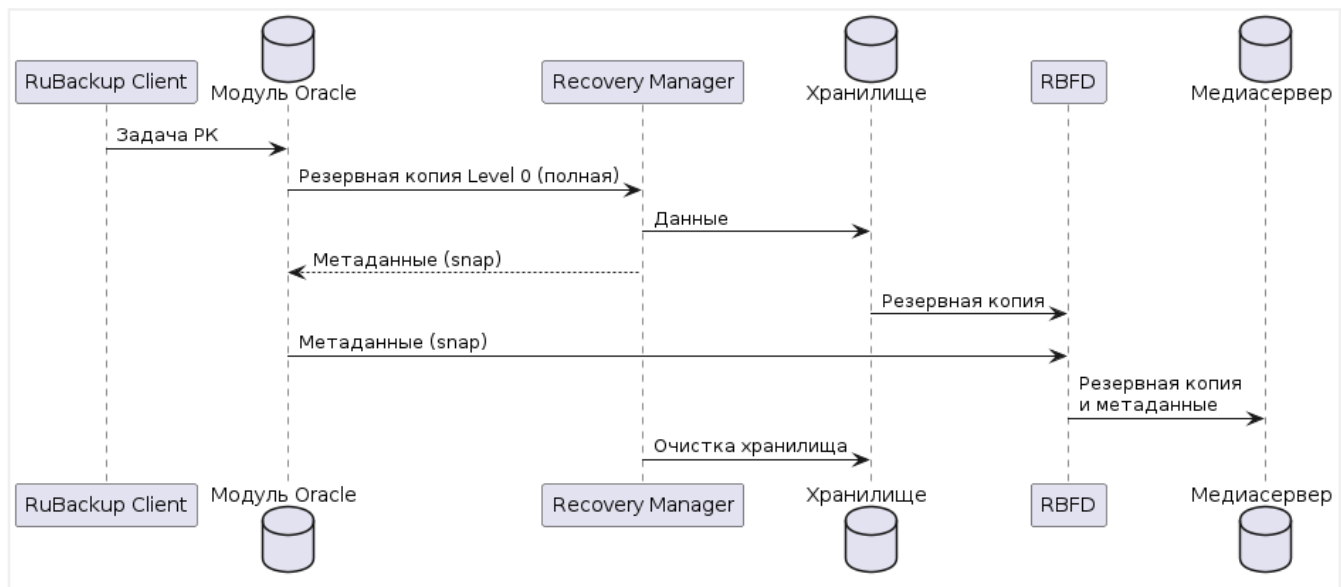 RuBackup Client
Модуль Oracle
Recovery Manager
Хранилище
RBFD
Медиасервер
Задача РК
Резервная копия Level 0 (полная)
Данные
Метаданные (snap)
Резервная копия
Метаданные (snap)
Резервная копия
и метаданные
Очистка хранилища
RuBackup Client
Модуль Oracle
Recovery Manager
Хранилище
RBFD
Медиасервер